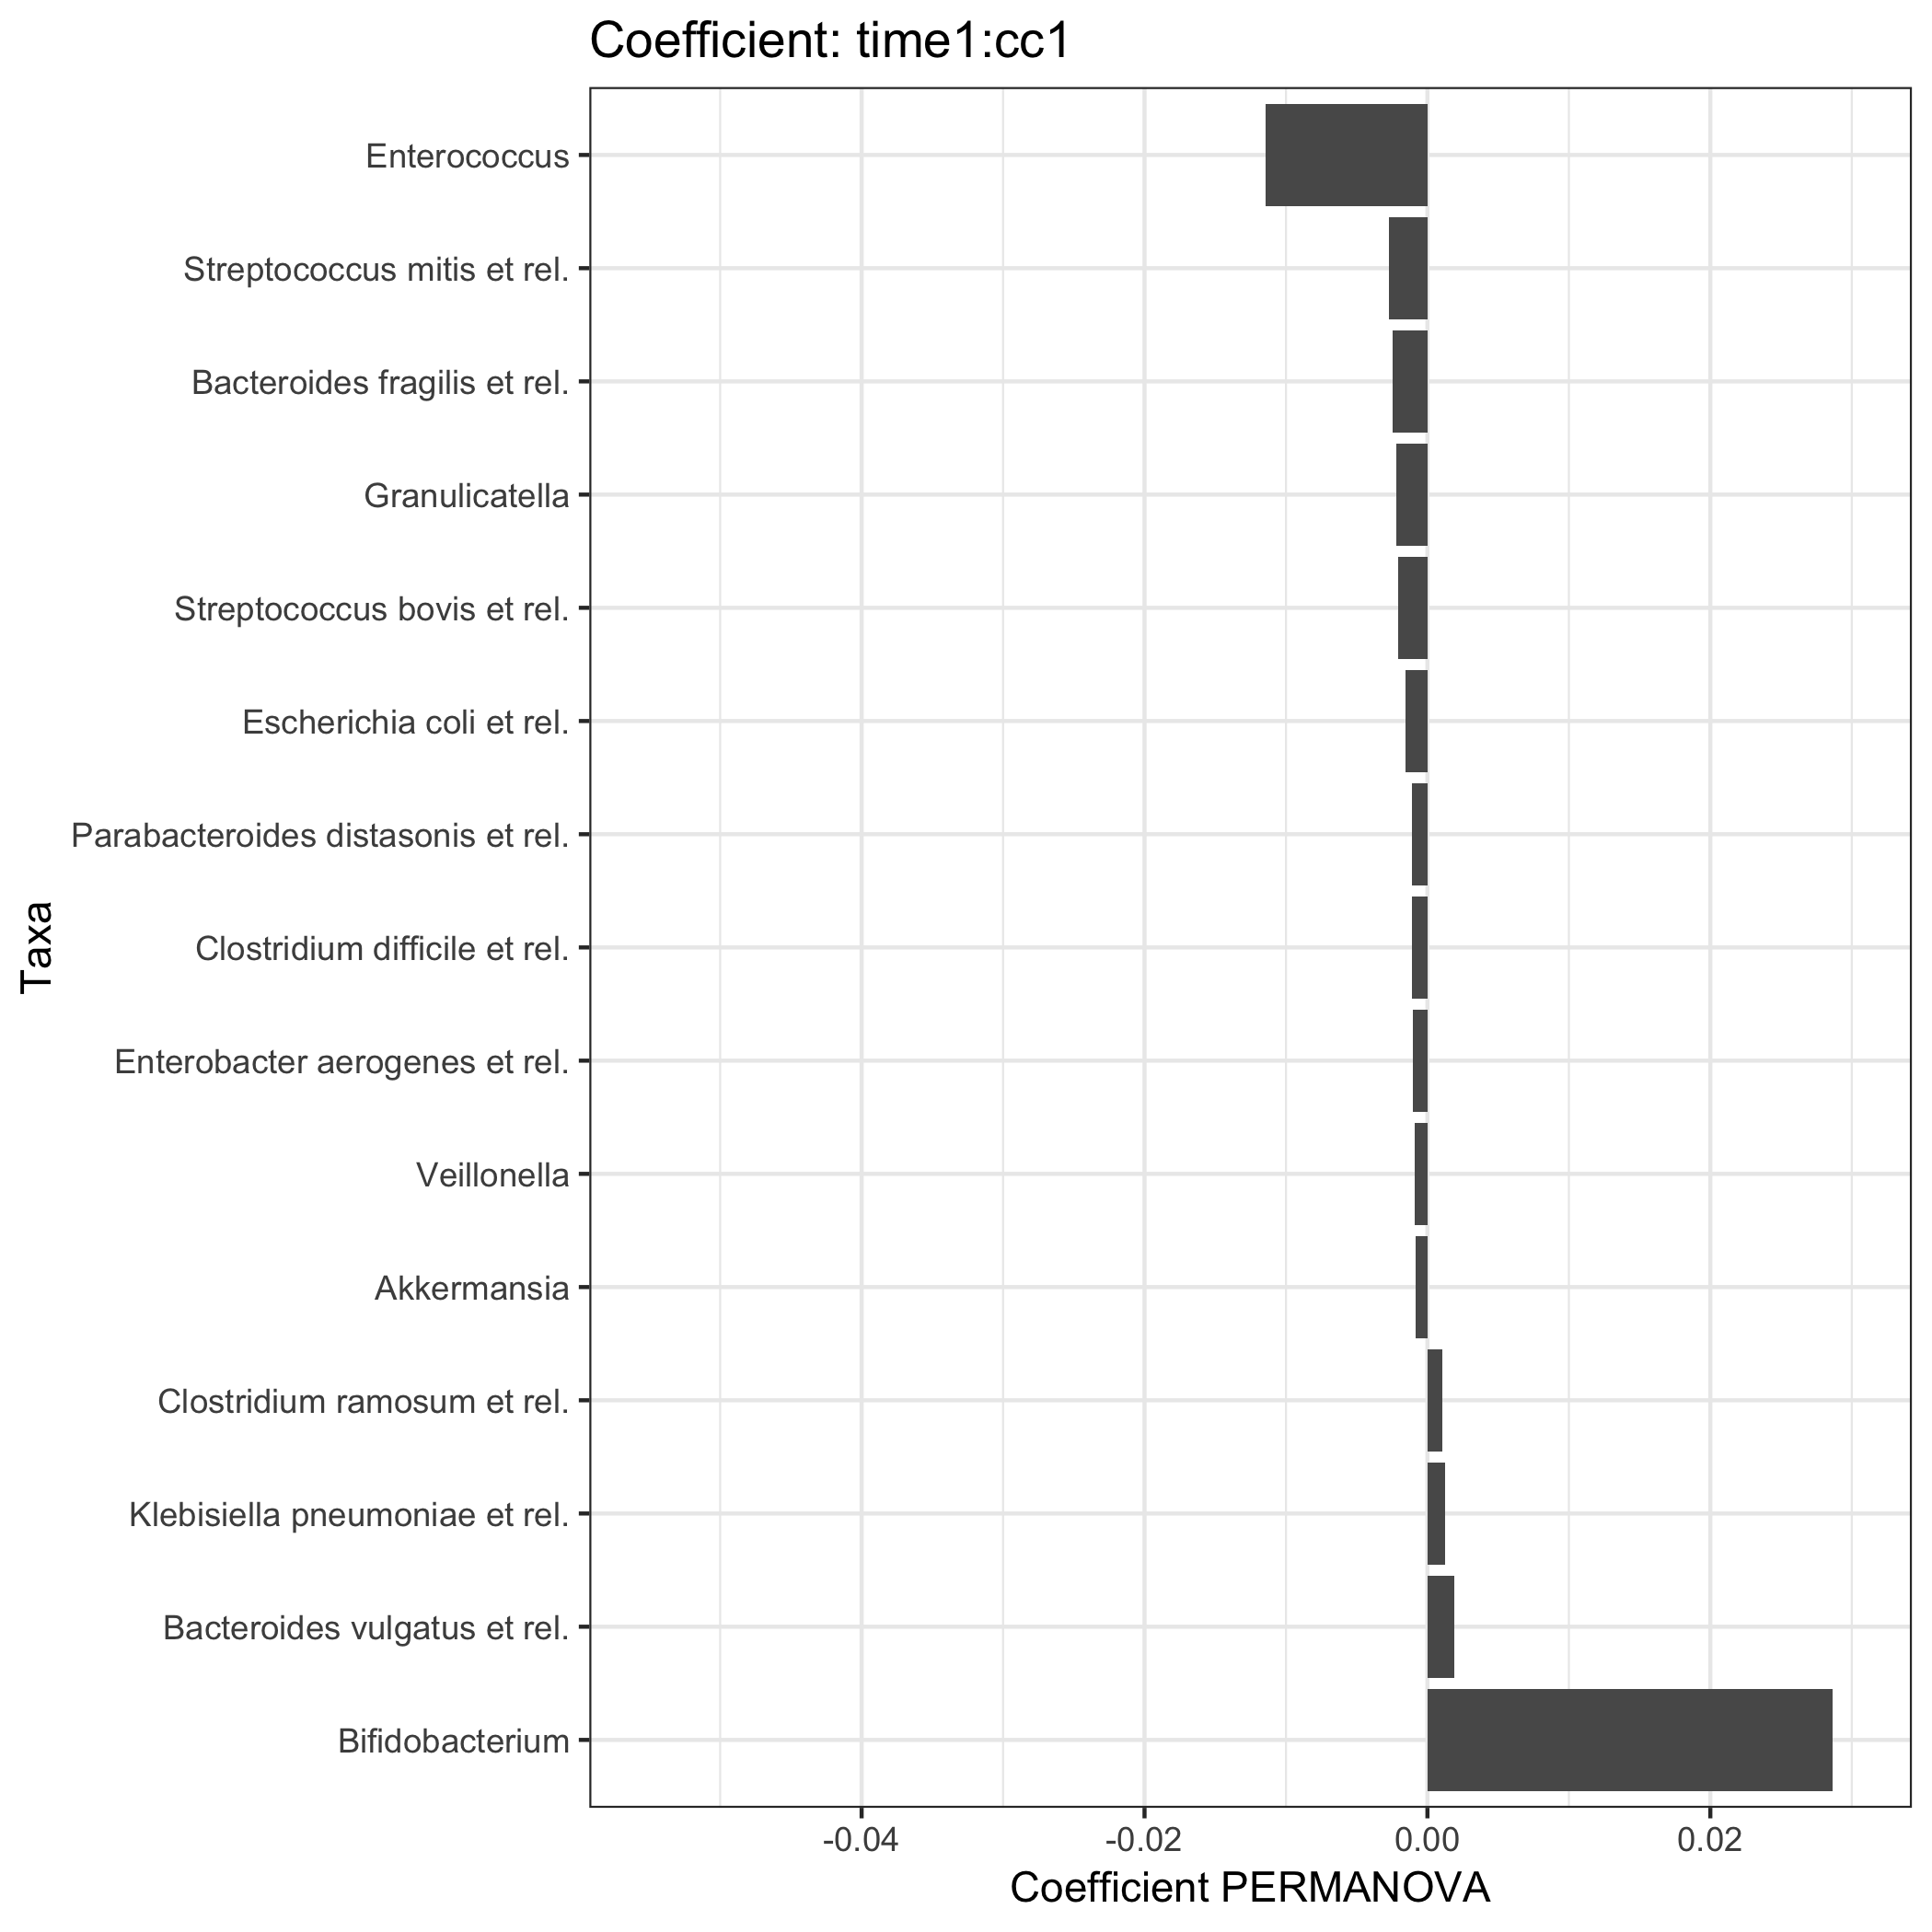 Coefficient: time1:cc1
Enterococcus
Streptococcus mitis et rel.
Bacteroides fragilis et rel.
Granulicatella
Streptococcus bovis et rel.
Escherichia coli et rel.
Parabacteroides distasonis et rel.
Clostridium difficile et rel.
Enterobacter aerogenes et rel.
Veillonella
Akkermansia
Clostridium ramosum et rel.
Klebisiella pneumoniae et rel.
Bacteroides vulgatus et rel.
Bifidobacterium
Taxa
-0.04 -0.02 0.00 0.02
Coefficient PERMANOVA